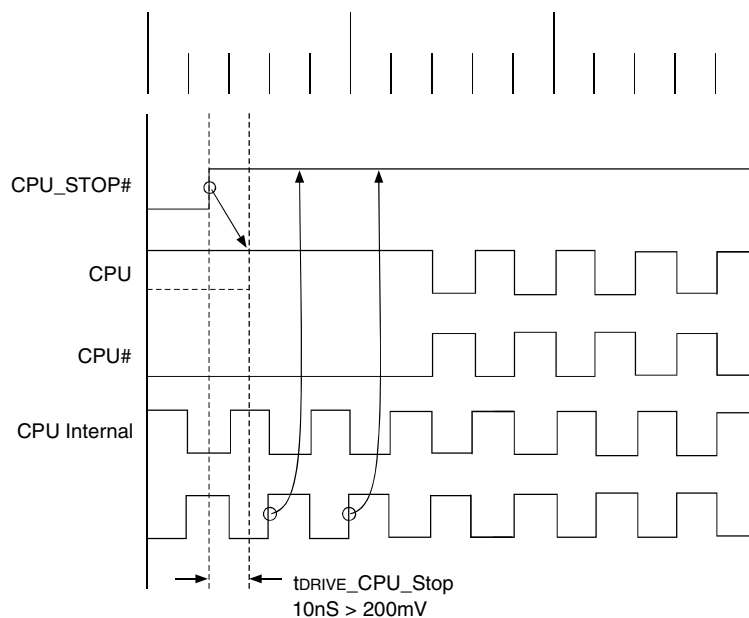 CPU_STOP#
CPU
CPU#
CPU Internal
tDRIVE_CPU_Stop
10nS > 200mV